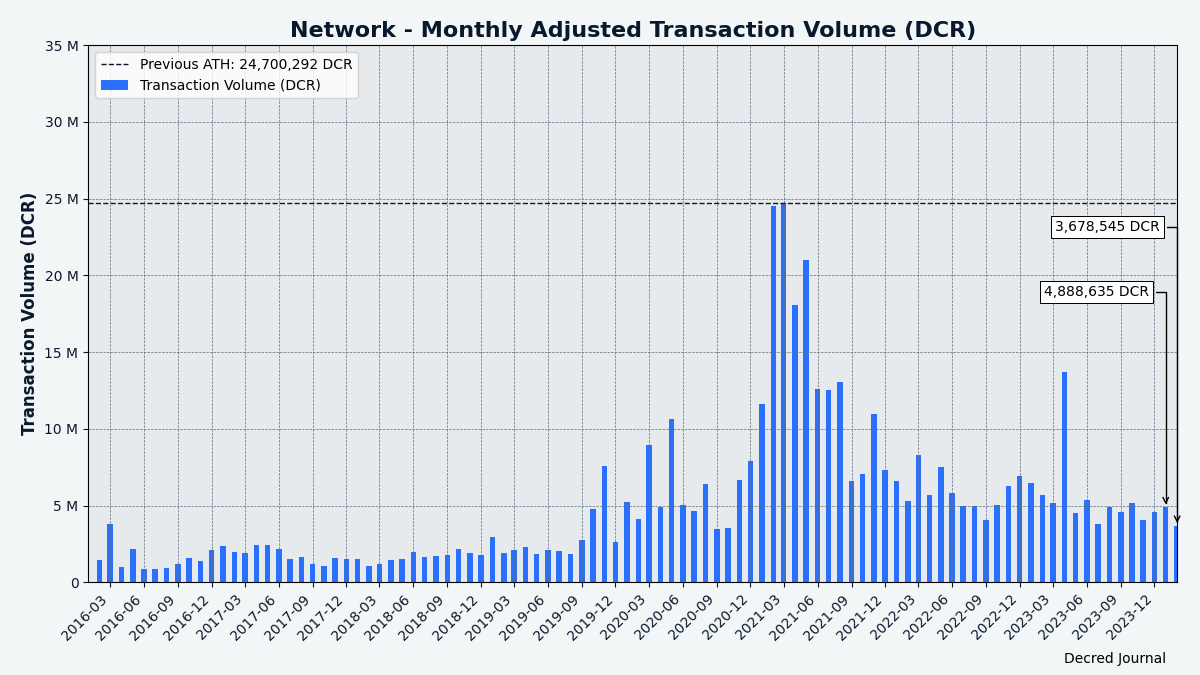 Network - Monthly Adjusted Transaction Volume (DCR)
Previous ATH: 24,700,292 DCR
Transaction Volume (DCR)
Transaction Volume (DCR)
35 M
30 M
25 M
20 M
15 M
10 M
5 M
0
3,678,545 DCR
4,888,635 DCR
2016-03
2016-06
2016-09
2016-12
2017-03
2017-06
2017-09
2017-12
2018-03
2018-06
2018-09
2018-12
2019-03
2019-06
2019-09
2019-12
2020-03
2020-06
2020-09
2020-12
2021-03
2021-06
2021-09
2021-12
2022-03
2022-06
2022-09
2022-12
2023-03
2023-06
2023-09
2023-12
Decred Journal